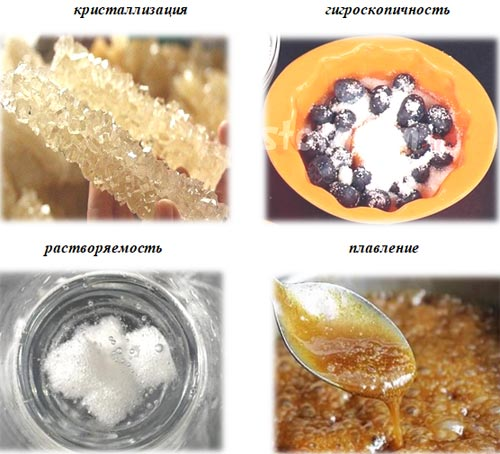 кристаллизация гигроскопичность
растворяемость плавление